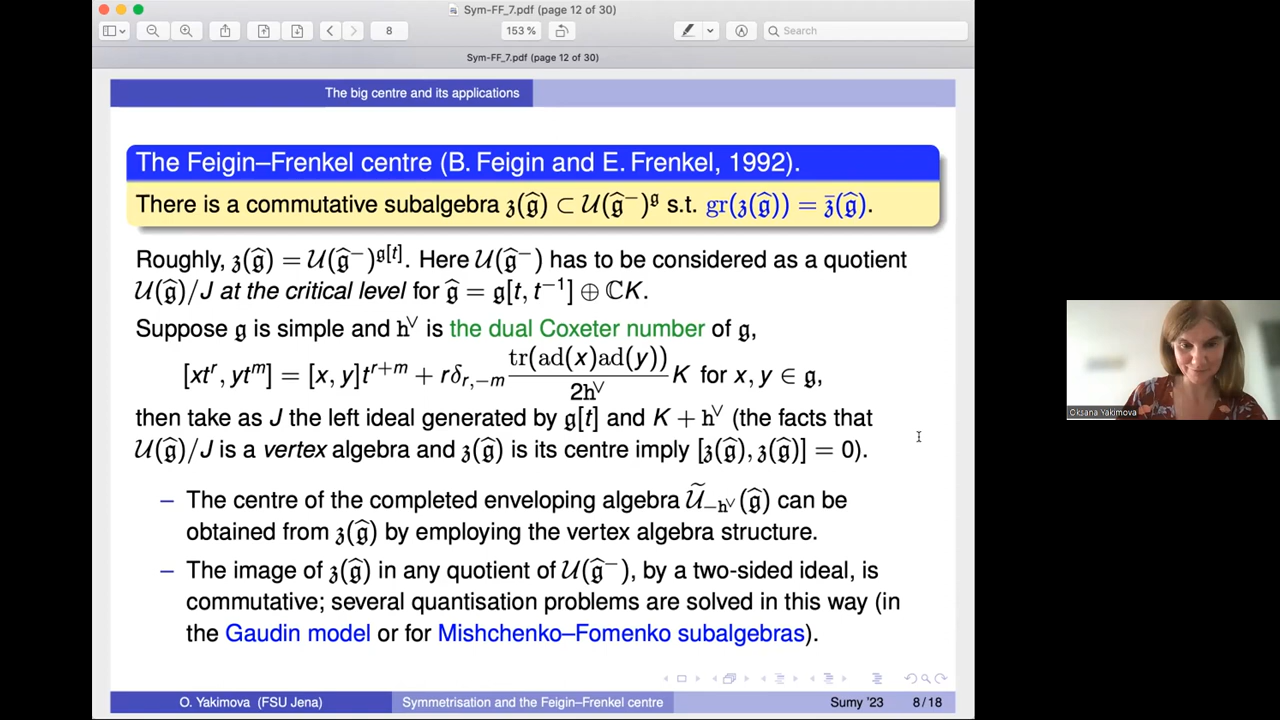 Sym-FF_7.pdf (page 12 of 30)
8
153 %
Search
Sym-FF_7.pdf (page 12 of 30)
The big centre and its applications
The Feigin–Frenkel centre (B. Feigin and E. Frenkel, 1992).
There is a commutative subalgebra 𝔷(𝔤̂) ⊂ 𝒰(𝔤̂⁻)^𝔤 s.t. gr(𝔷(𝔤̂)) = 𝔷̄(𝔤̂).
Roughly, 𝔷(𝔤̂) = 𝒰(𝔤̂⁻)^{𝔤[t]}. Here 𝒰(𝔤̂⁻) has to be considered as a quotient
𝒰(𝔤̂)/J at the critical level for 𝔤̂ = 𝔤[t, t⁻¹] ⊕ ℂK.
Suppose 𝔤 is simple and h^∨ is the dual Coxeter number of 𝔤,
[xt^r, yt^m] = [x, y]t^{r+m} + rδ_{r,−m} tr(ad(x)ad(y))/2h^∨ K for x, y ∈ 𝔤,
then take as J the left ideal generated by 𝔤[t] and K + h^∨ (the facts that
𝒰(𝔤̂)/J is a vertex algebra and 𝔷(𝔤̂) is its centre imply [𝔷(𝔤̂), 𝔷(𝔤̂)] = 0).
– The centre of the completed enveloping algebra 𝒰̃_{−h^∨}(𝔤̂) can be
obtained from 𝔷(𝔤̂) by employing the vertex algebra structure.
– The image of 𝔷(𝔤̂) in any quotient of 𝒰(𝔤̂⁻), by a two-sided ideal, is
commutative; several quantisation problems are solved in this way (in
the Gaudin model or for Mishchenko–Fomenko subalgebras).
O. Yakimova (FSU Jena)
Symmetrisation and the Feigin–Frenkel centre
Sumy '23
8 / 18
Oksana Yakimova